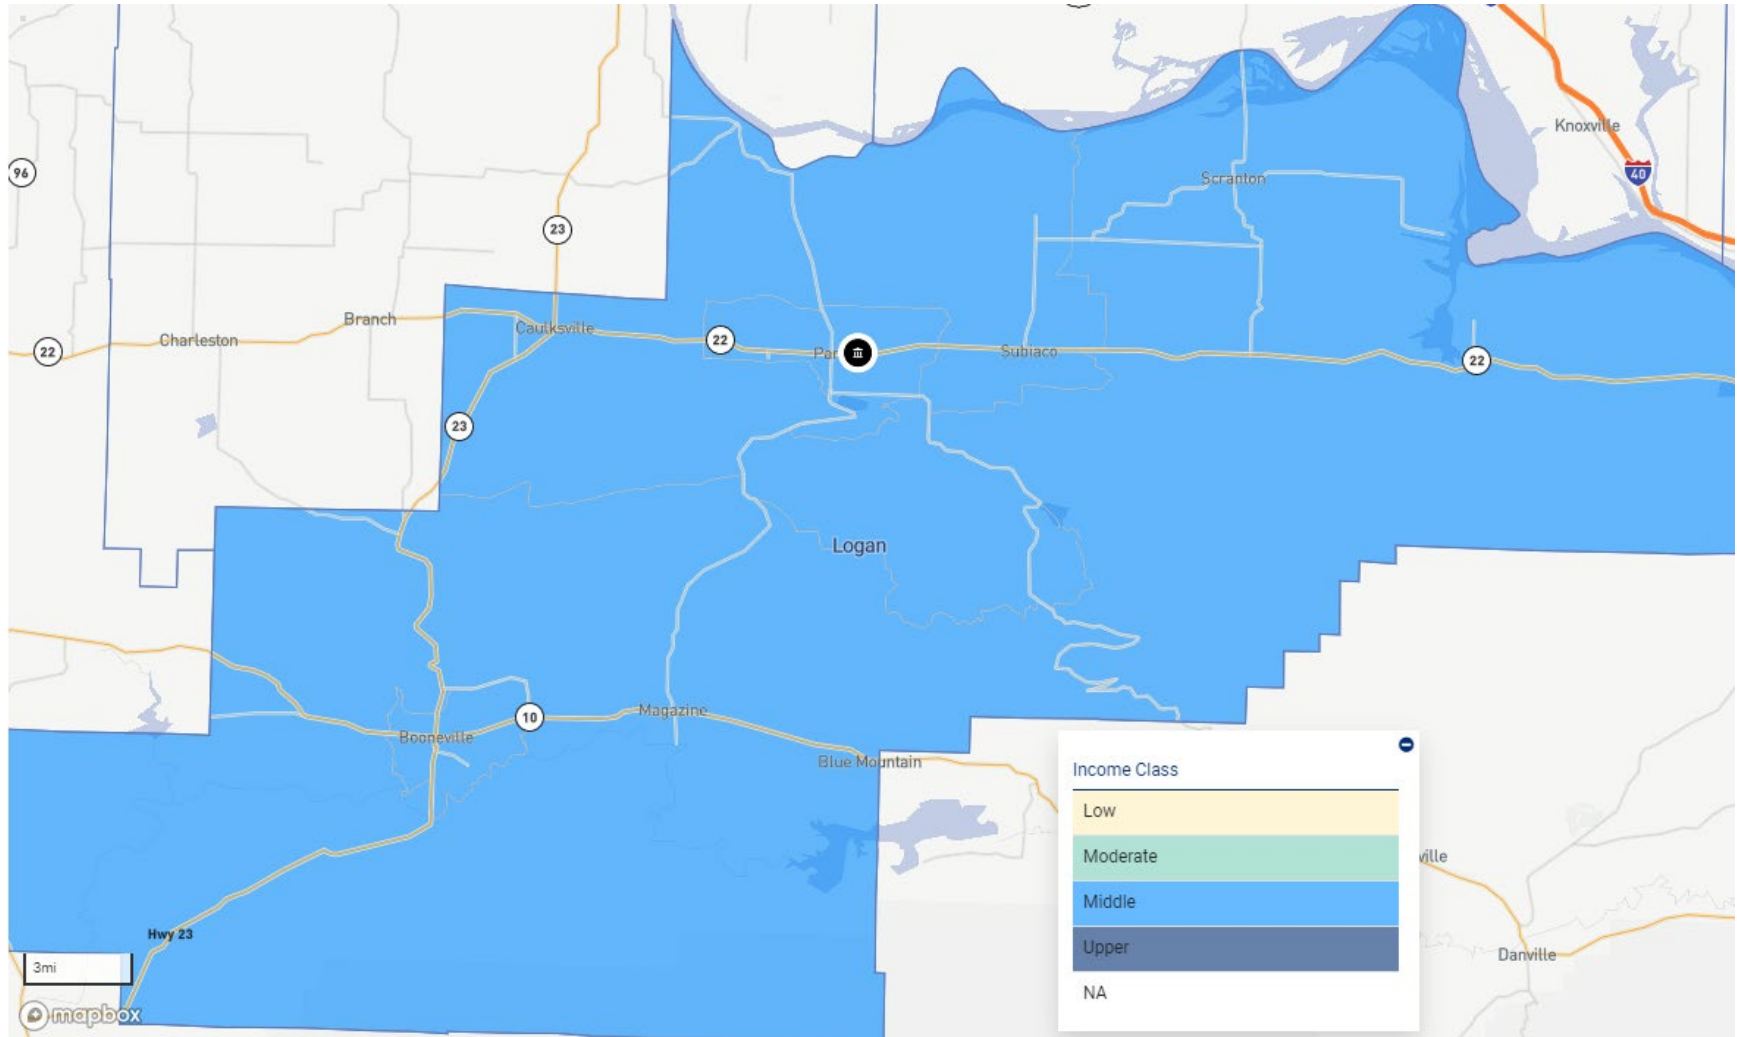 Knoxville
40
96
Scranton
23
Branch
Caulksville
Charleston
22
22
Subiaco
22
23
Logan
10
Magazine
Booneville
Blue Mountain
Income Class
Low
Moderate
Middle
Upper
NA
Hwy 23
Danville
3mi
mapbox